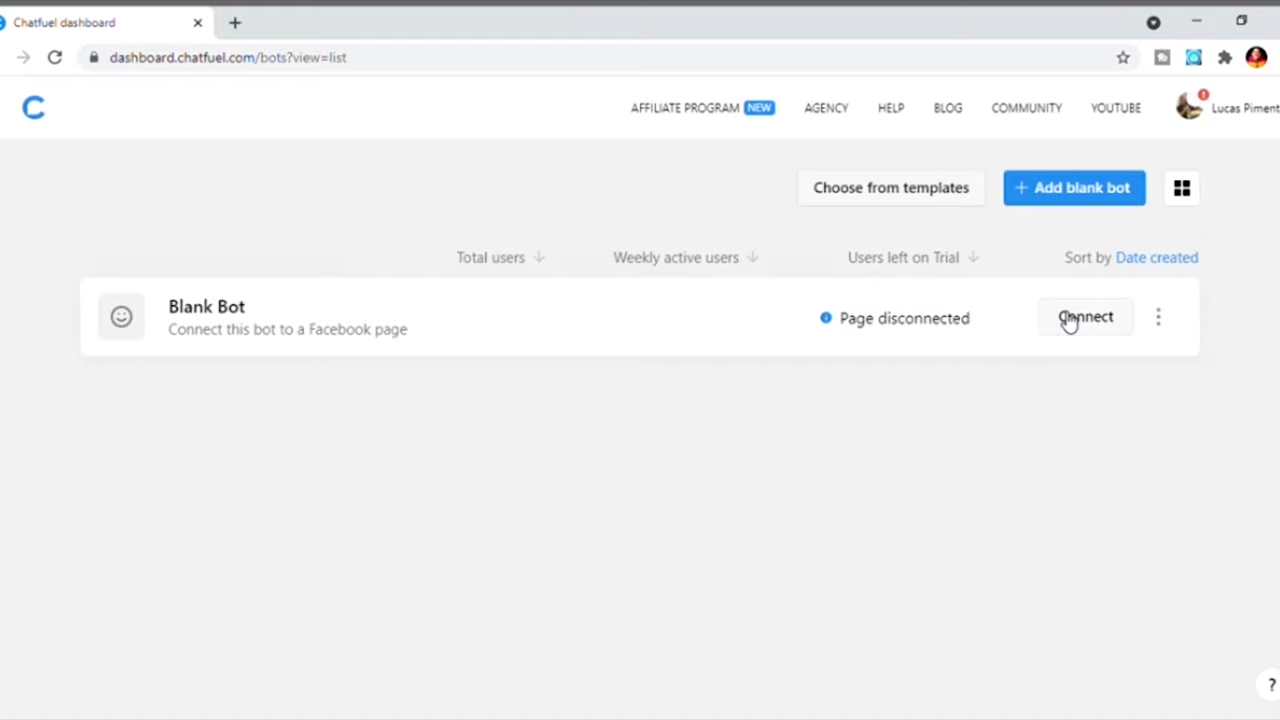 Chatfuel dashboard
dashboard.chatfuel.com/bots?view=list
AFFILIATE PROGRAM NEW AGENCY HELP BLOG COMMUNITY YOUTUBE Lucas Piment
Choose from templates + Add blank bot
Total users Weekly active users Users left on Trial Sort by Date created
Blank Bot
Connect this bot to a Facebook page
Page disconnected Connect
?